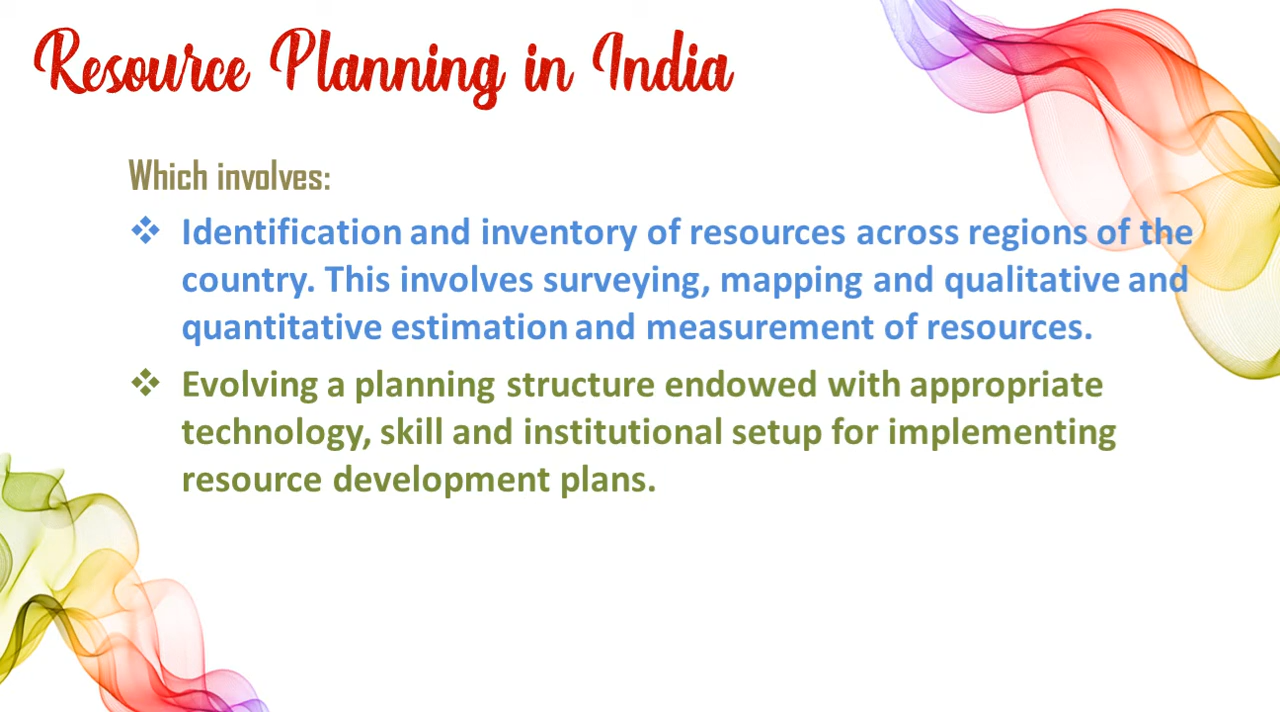 Resource Planning in India
Which involves:
❖ Identification and inventory of resources across regions of the
country. This involves surveying, mapping and qualitative and
quantitative estimation and measurement of resources.
❖ Evolving a planning structure endowed with appropriate
technology, skill and institutional setup for implementing
resource development plans.